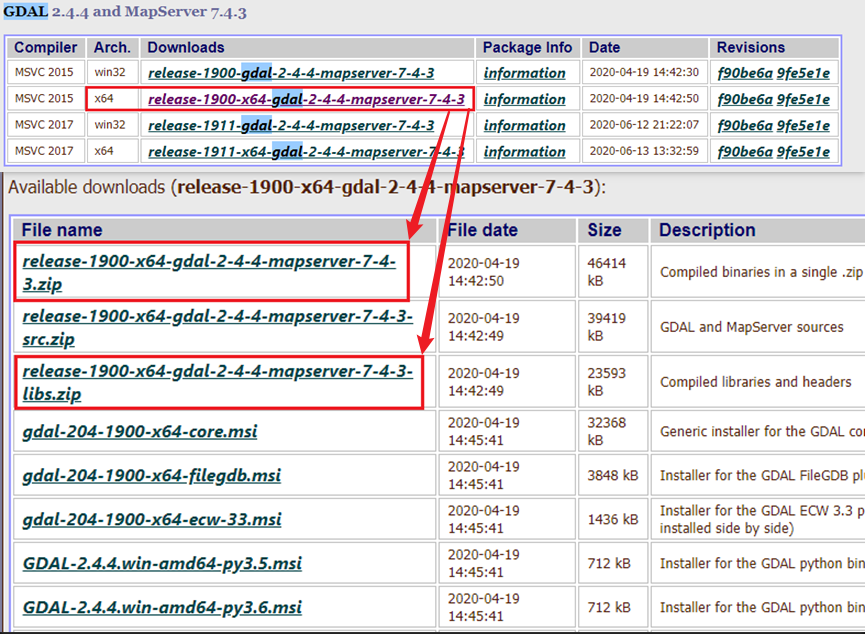 GDAL 2.4.4 and MapServer 7.4.3
Compiler Arch. Downloads Package Info Date Revisions
MSVC 2015 win32 release-1900-gdal-2-4-4-mapserver-7-4-3 information 2020-04-19 14:42:30 f90be6a 9fe5e1e
MSVC 2015 x64 release-1900-x64-gdal-2-4-4-mapserver-7-4-3 information 2020-04-19 14:42:50 f90be6a 9fe5e1e
MSVC 2017 win32 release-1911-gdal-2-4-4-mapserver-7-4-3 information 2020-06-12 21:22:07 f90be6a 9fe5e1e
MSVC 2017 x64 release-1911-x64-gdal-2-4-4-mapserver-7-4-3 information 2020-06-13 13:32:59 f90be6a 9fe5e1e
Available downloads (release-1900-x64-gdal-2-4-4-mapserver-7-4-3):
File name File date Size Description
release-1900-x64-gdal-2-4-4-mapserver-7-4-
3.zip
2020-04-19
14:42:50
46414
kB
Compiled binaries in a single .zip
release-1900-x64-gdal-2-4-4-mapserver-7-4-3-
src.zip
2020-04-19
14:42:49
39419
kB
GDAL and MapServer sources
release-1900-x64-gdal-2-4-4-mapserver-7-4-3-
libs.zip
2020-04-19
14:42:49
23593
kB
Compiled libraries and headers
gdal-204-1900-x64-core.msi
2020-04-19
14:45:41
32368
kB
Generic installer for the GDAL cor
gdal-204-1900-x64-filegdb.msi
2020-04-19
14:45:41
3848 kB
Installer for the GDAL FileGDB plu
gdal-204-1900-x64-ecw-33.msi
2020-04-19
14:45:41
1436 kB
Installer for the GDAL ECW 3.3 p
installed side by side)
GDAL-2.4.4.win-amd64-py3.5.msi
2020-04-19
14:45:41
712 kB
Installer for the GDAL python bin
GDAL-2.4.4.win-amd64-py3.6.msi
2020-04-19
14:45:41
712 kB
Installer for the GDAL python bin